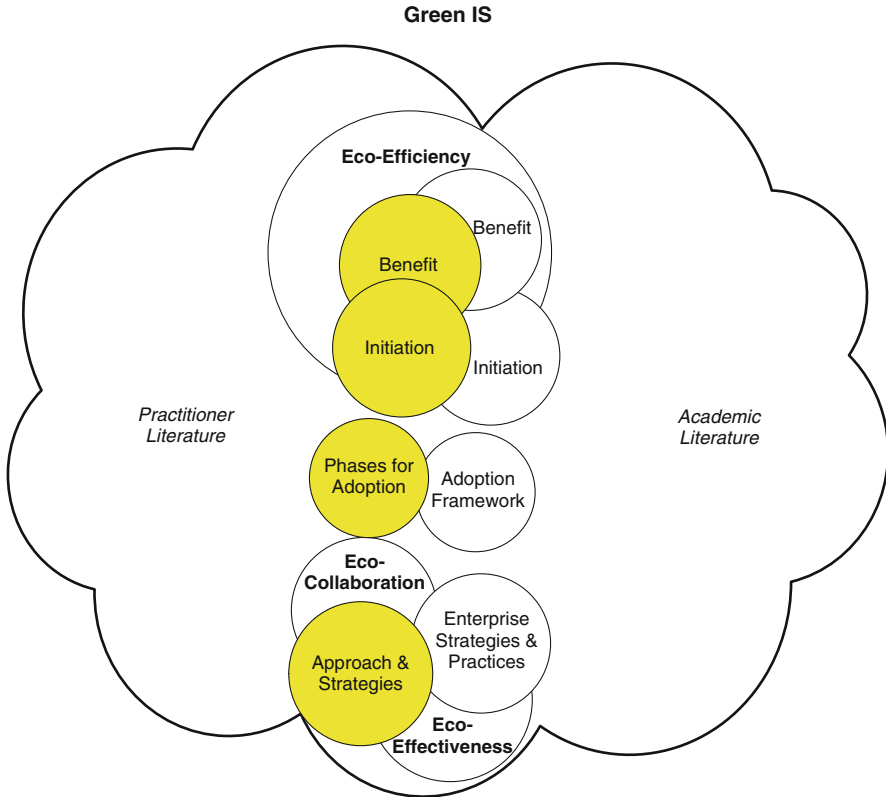 Green IS
Eco-Efficiency
Benefit
Benefit
Initiation
Initiation
Practitioner
Literature
Academic
Literature
Phases for
Adoption
Adoption
Framework
Eco-
Collaboration
Enterprise
Strategies &
Practices
Approach &
Strategies
Eco-
Effectiveness